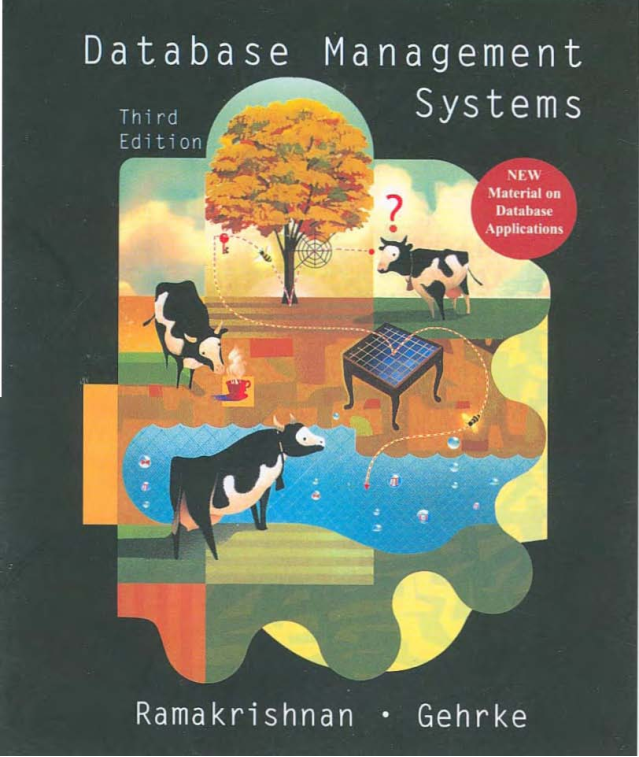 Database Management
Systems
Third
Edition
NEW
Material on
Database
Applications
?
Ramakrishnan • Gehrke